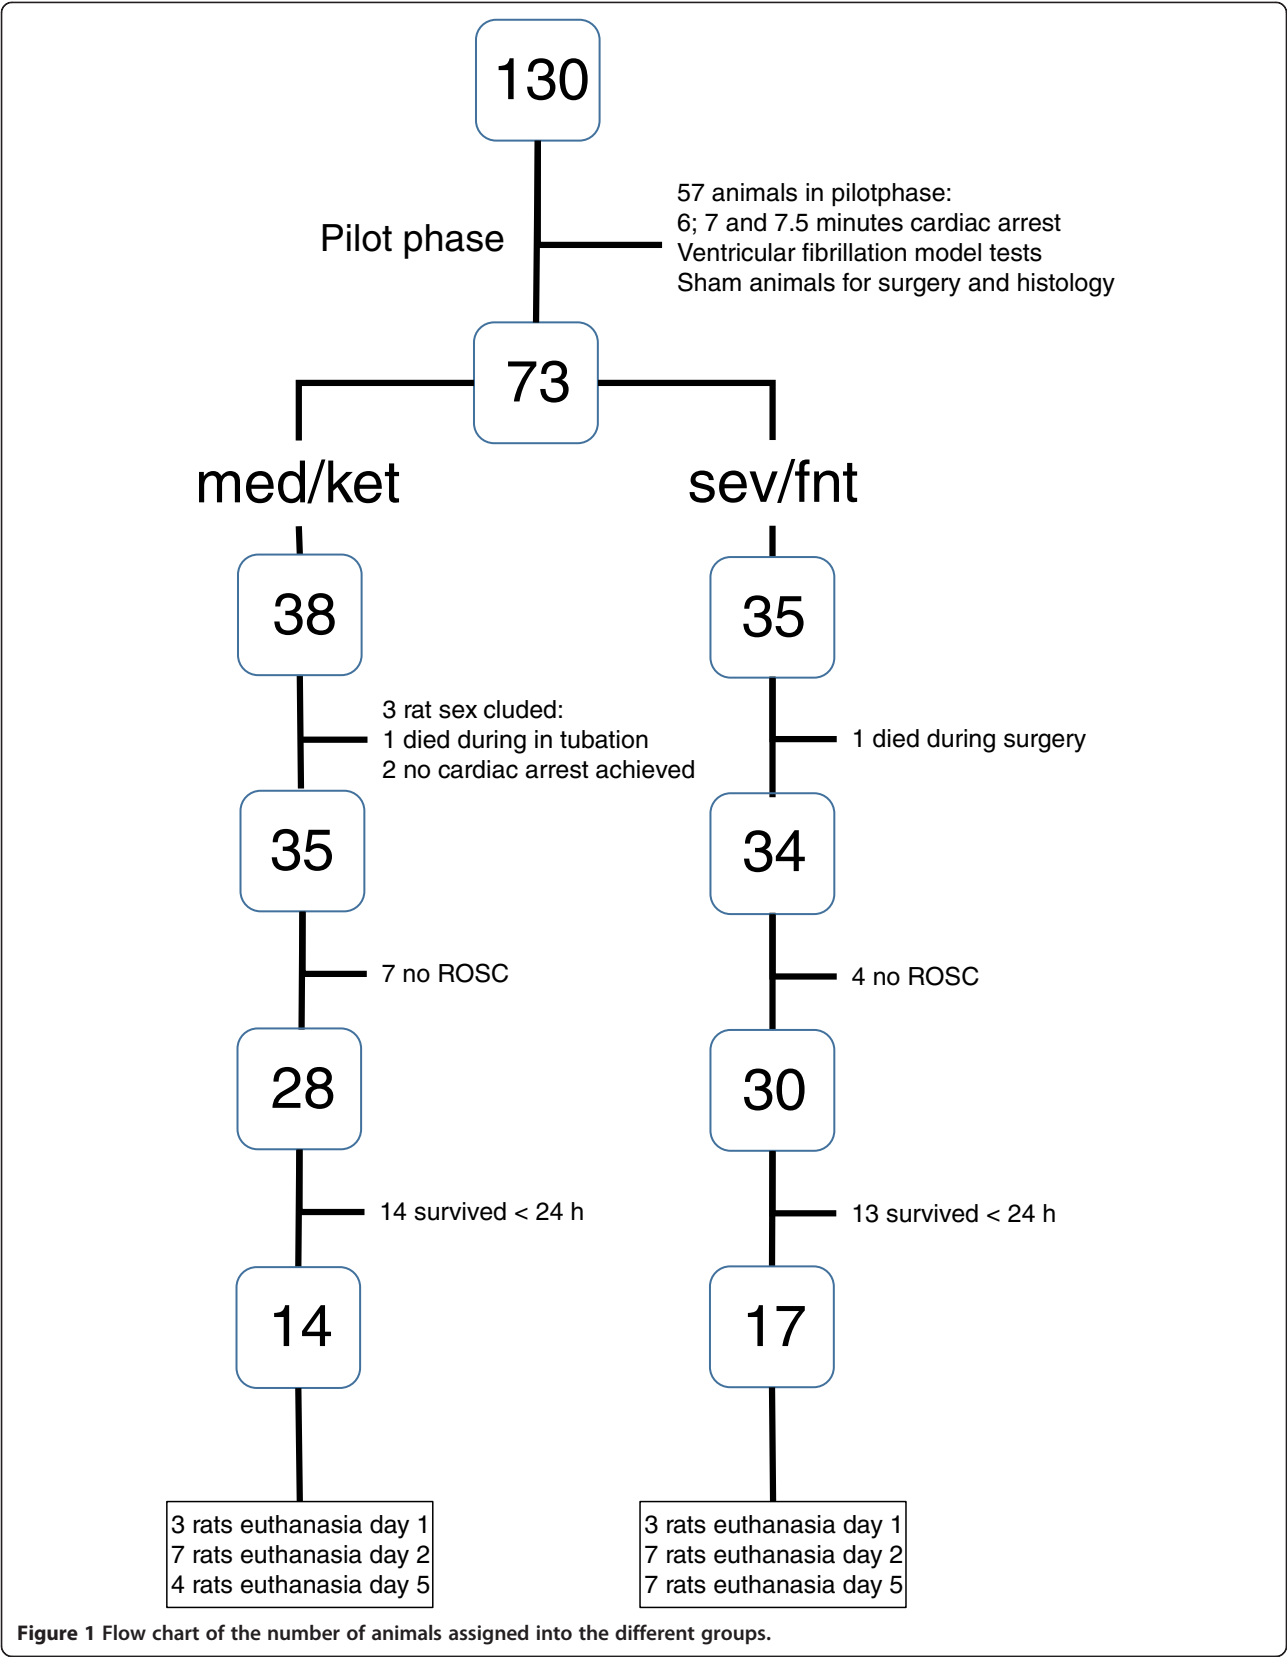 130
Pilot phase
57 animals in pilotphase:
6; 7 and 7.5 minutes cardiac arrest
Ventricular fibrillation model tests
Sham animals for surgery and histology
73
med/ket
sev/fnt
38
35
3 rat sex cluded:
1 died during in tubation
2 no cardiac arrest achieved
1 died during surgery
35
34
7 no ROSC
4 no ROSC
28
30
14 survived < 24 h
13 survived < 24 h
14
17
3 rats euthanasia day 1
7 rats euthanasia day 2
4 rats euthanasia day 5
3 rats euthanasia day 1
7 rats euthanasia day 2
7 rats euthanasia day 5
Figure 1 Flow chart of the number of animals assigned into the different groups.